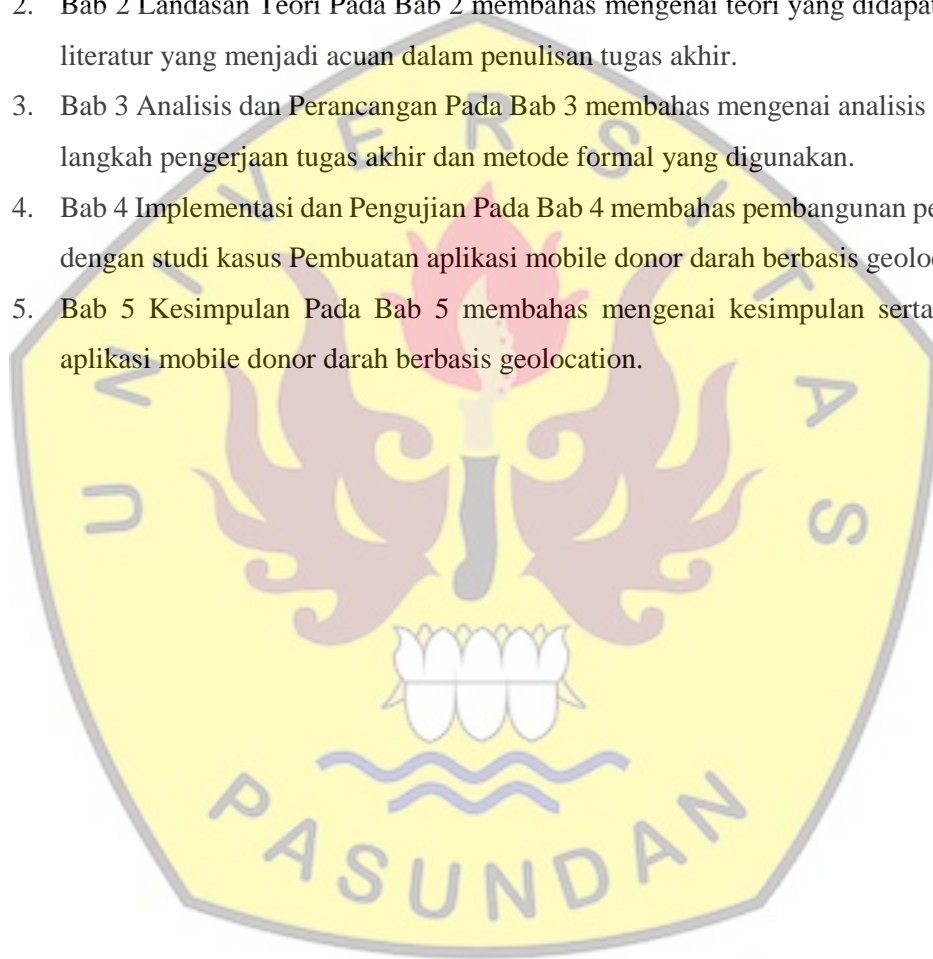 2. Bab 2 Landasan Teori Pada Bab 2 membahas mengenai teori yang didapat
literatur yang menjadi acuan dalam penulisan tugas akhir.
3. Bab 3 Analisis dan Perancangan Pada Bab 3 membahas mengenai analisis
langkah pengerjaan tugas akhir dan metode formal yang digunakan.
4. Bab 4 Implementasi dan Pengujian Pada Bab 4 membahas pembangunan pe
dengan studi kasus Pembuatan aplikasi mobile donor darah berbasis geoloc
5. Bab 5 Kesimpulan Pada Bab 5 membahas mengenai kesimpulan serta
aplikasi mobile donor darah berbasis geolocation.
UNIVERSITAS
PASUNDAN